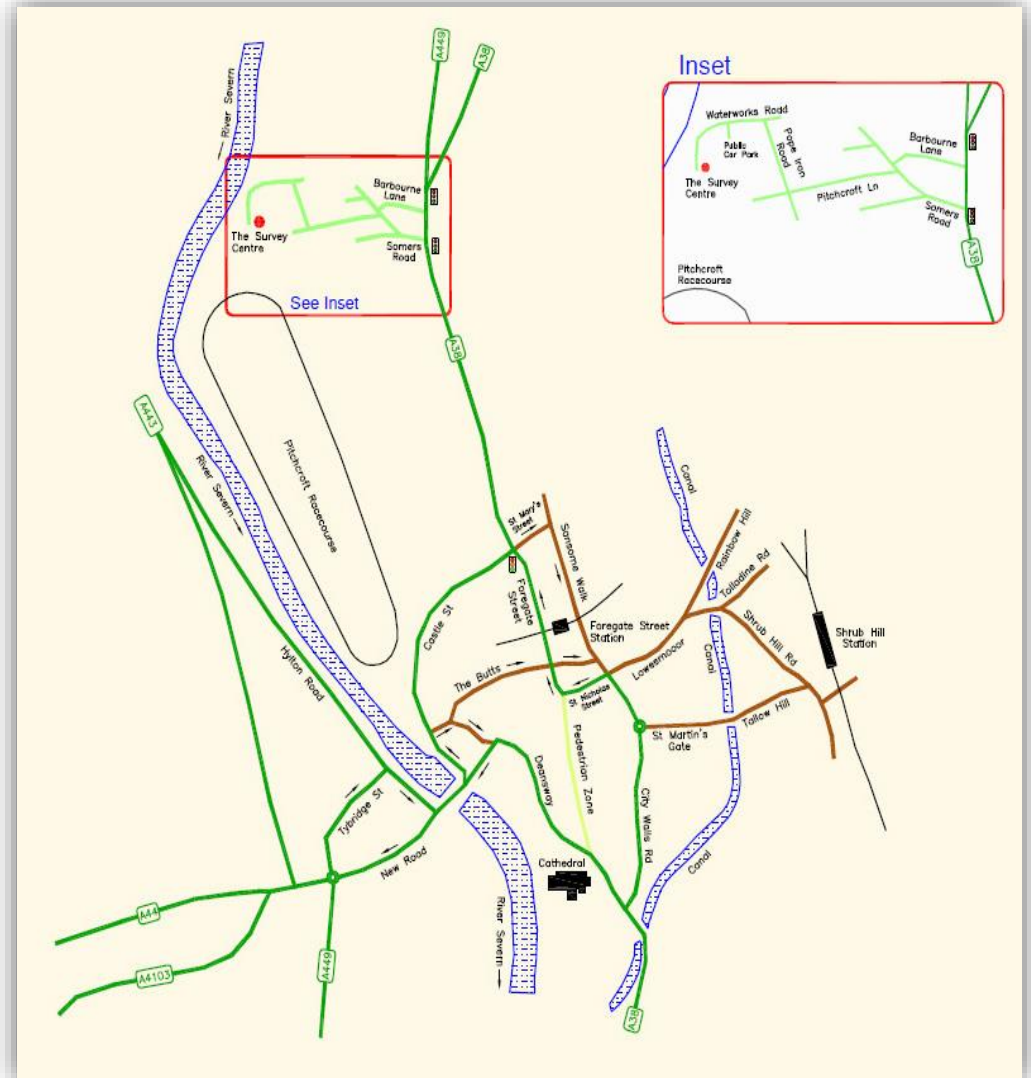 A449
A38
River Severn
Barbourne
Lane
The Survey
Centre
Somers
Road
See Inset
Inset
Waterworks Road
Public
Car Park
Pope Iron
Road
Barbourne
Lane
The Survey
Centre
Pitchcroft Ln
Somers
Road
A38
Pitchcroft
Racecourse
A38
A443
River Severn
Pitchcroft Racecourse
Canal
St Mary's
Street
Sansome Walk
Rainbow Hill
Talladine Rd
Foregate
Street
Castle St
Foregate Street
Station
Shrub Hill Rd
Shrub Hill
Station
Canal
Lowesmooor
The Butts
Hylton Road
St Nicholas
Street
St Martin's
Gate
Tallow Hill
Pedestrian Zone
Deansway
City Walls Rd
Tybridge St
New Road
Canal
Cathedral
River Severn
A44
A4103
A449
A38